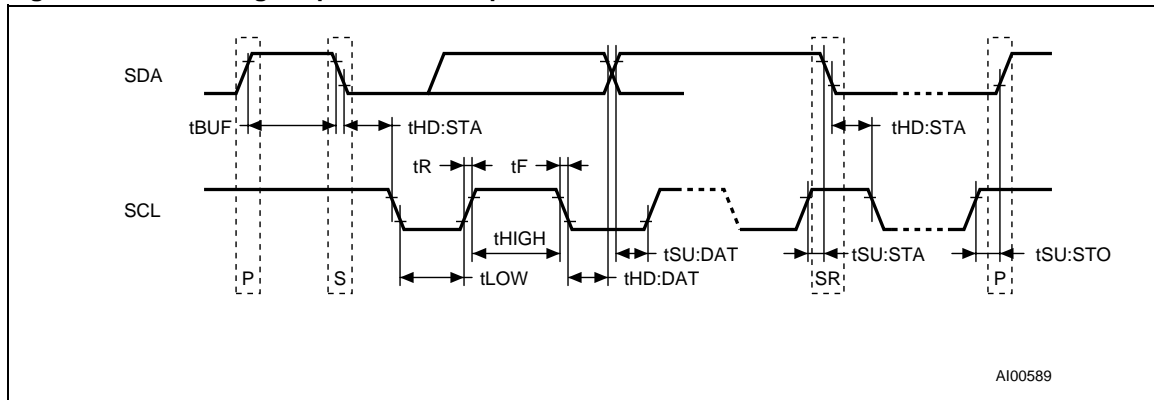 SDA
tBUF
tHD:STA
tHD:STA
tR
tF
SCL
tHIGH
tSU:DAT
tSU:STA
tSU:STO
P
S
tLOW
tHD:DAT
SR
P
AI00589